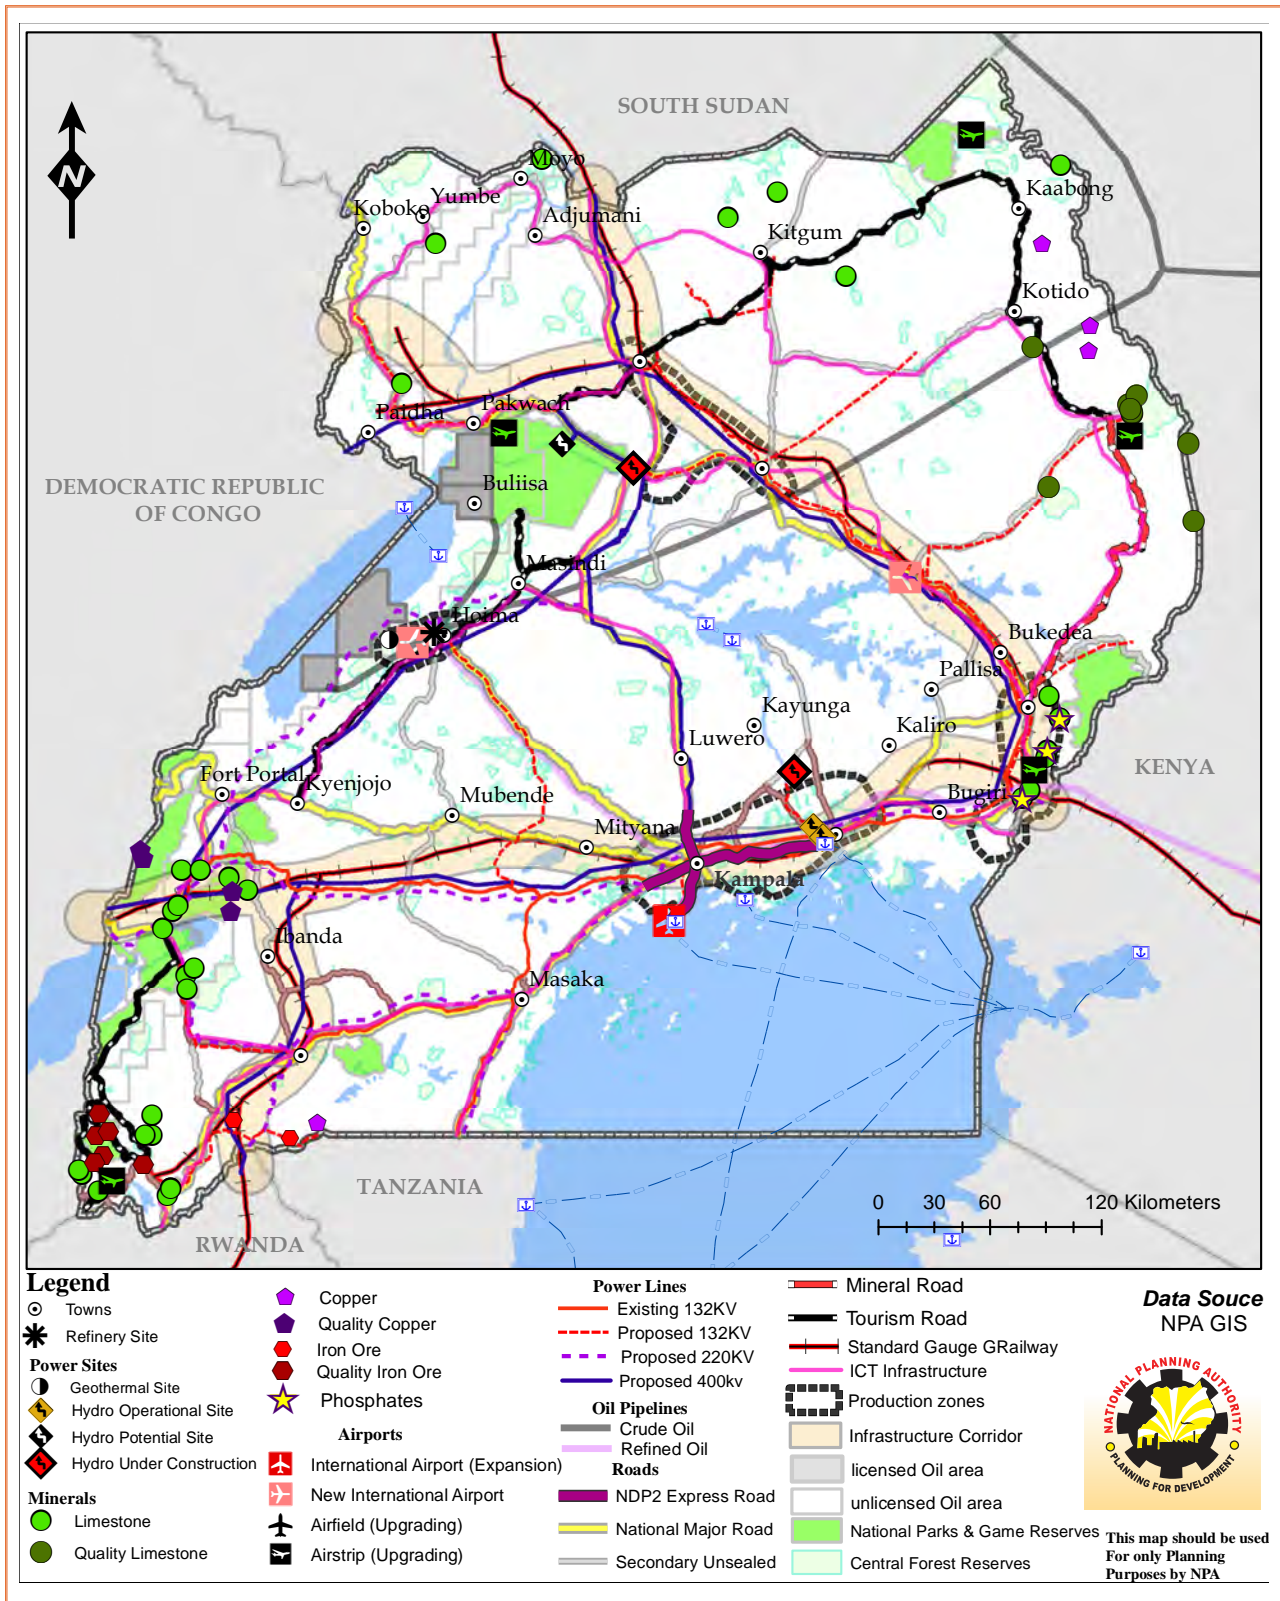 SOUTH SUDAN
N
Moyo
Kaabong
Yumbe
Koboko
Adjumani
Kitgum
Kotido
Pakwach
Paidha
DEMOCRATIC REPUBLIC
OF CONGO
Buliisa
Masindi
Hoima
Bukedea
Pallisa
Kayunga
Kaliro
Luwero
KENYA
Fort Portal
Kyenjojo
Mubende
Bugiri
Mityana
Kampala
Ibanda
Masaka
TANZANIA
RWANDA
0 30 60 120 Kilometers
Legend
Towns
Refinery Site
Power Sites
Geothermal Site
Hydro Operational Site
Hydro Potential Site
Hydro Under Construction
Minerals
Limestone
Quality Limestone
Copper
Quality Copper
Iron Ore
Quality Iron Ore
Phosphates
Airports
International Airport (Expansion)
New International Airport
Airfield (Upgrading)
Airstrip (Upgrading)
Power Lines
Existing 132KV
Proposed 132KV
Proposed 220KV
Proposed 400kv
Oil Pipelines
Crude Oil
Refined Oil
Roads
NDP2 Express Road
National Major Road
Secondary Unsealed
Mineral Road
Tourism Road
Standard Gauge GRailway
ICT Infrastructure
Production zones
Infrastructure Corridor
licensed Oil area
unlicensed Oil area
National Parks & Game Reserves
Central Forest Reserves
Data Souce
NPA GIS
NATIONAL PLANNING AUTHORITY
PLANNING FOR DEVELOPMENT
This map should be used
For only Planning
Purposes by NPA